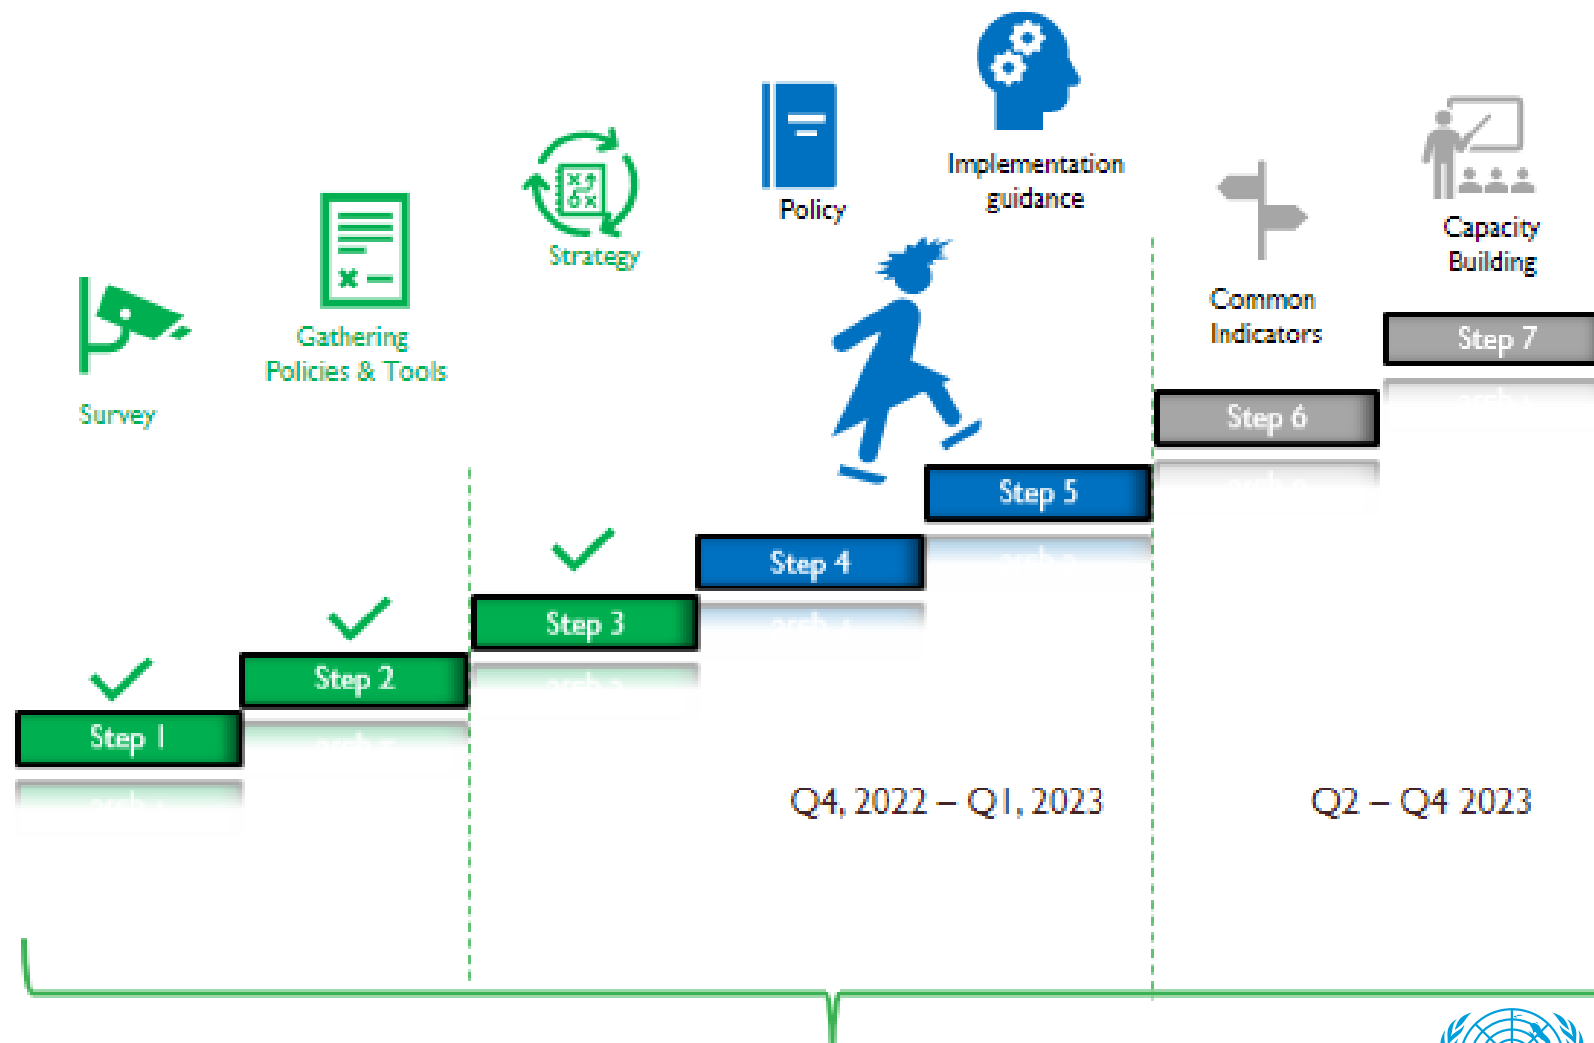 Implementation
guidance
Policy
Capacity
Building
Strategy
Common
Indicators
Gathering
Policies & Tools
Survey
Step 7
Step 6
Step 5
Step 4
Step 3
Step 2
Step 1
Q4, 2022 – Q1, 2023
Q2 – Q4 2023